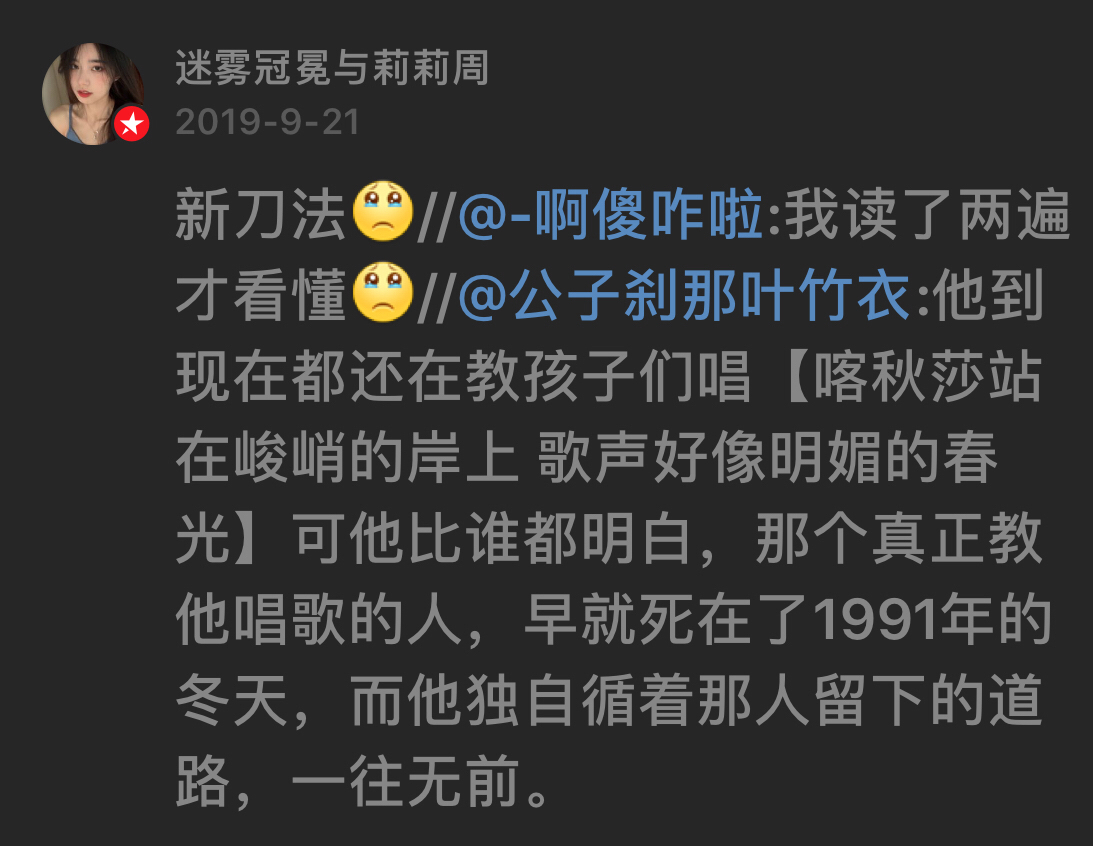 迷雾冠冕与莉莉周
2019-9-21
新刀法🥺//@-啊傻咋啦:我读了两遍
才看懂🥺//@公子刹那叶竹衣:他到
现在都还在教孩子们唱【喀秋莎站
在峻峭的岸上 歌声好像明媚的春
光】可他比谁都明白，那个真正教
他唱歌的人，早就死在了1991年的
冬天，而他独自循着那人留下的道
路，一往无前。